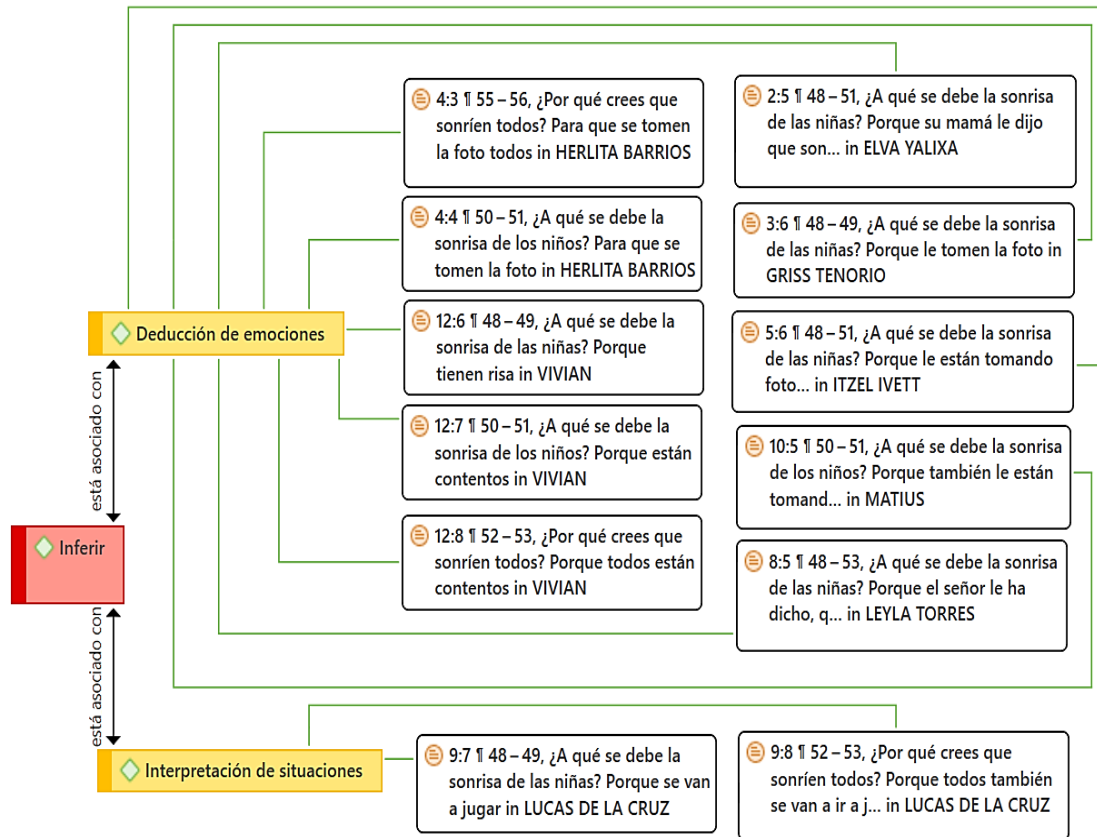 4:3 ¶ 55 – 56, ¿Por qué crees que
sonríen todos? Para que se tomen
la foto todos in HERLITA BARRIOS
2:5 ¶ 48 – 51, ¿A qué se debe la sonrisa
de las niñas? Porque su mamá le dijo
que son... in ELVA YALIXA
4:4 ¶ 50 – 51, ¿A qué se debe la
sonrisa de los niños? Para que se
tomen la foto in HERLITA BARRIOS
3:6 ¶ 48 – 49, ¿A qué se debe la sonrisa
de las niñas? Porque le tomen la foto in
GRISS TENORIO
Deducción de emociones
12:6 ¶ 48 – 49, ¿A qué se debe la
sonrisa de las niñas? Porque
tienen risa in VIVIAN
5:6 ¶ 48 – 51, ¿A qué se debe la sonrisa
de las niñas? Porque le están tomando
foto... in ITZEL IVETT
está asociado con
12:7 ¶ 50 – 51, ¿A qué se debe la
sonrisa de los niños? Porque están
contentos in VIVIAN
10:5 ¶ 50 – 51, ¿A qué se debe la sonrisa
de los niños? Porque también le están
tomand... in MATIUS
Inferir
12:8 ¶ 52 – 53, ¿Por qué crees que
sonríen todos? Porque todos están
contentos in VIVIAN
8:5 ¶ 48 – 53, ¿A qué se debe la sonrisa
de las niñas? Porque el señor le ha
dicho, q... in LEYLA TORRES
está asociado con
Interpretación de situaciones
9:7 ¶ 48 – 49, ¿A qué se debe la
sonrisa de las niñas? Porque se van
a jugar in LUCAS DE LA CRUZ
9:8 ¶ 52 – 53, ¿Por qué crees que
sonríen todos? Porque todos también
se van a ir a j... in LUCAS DE LA CRUZ